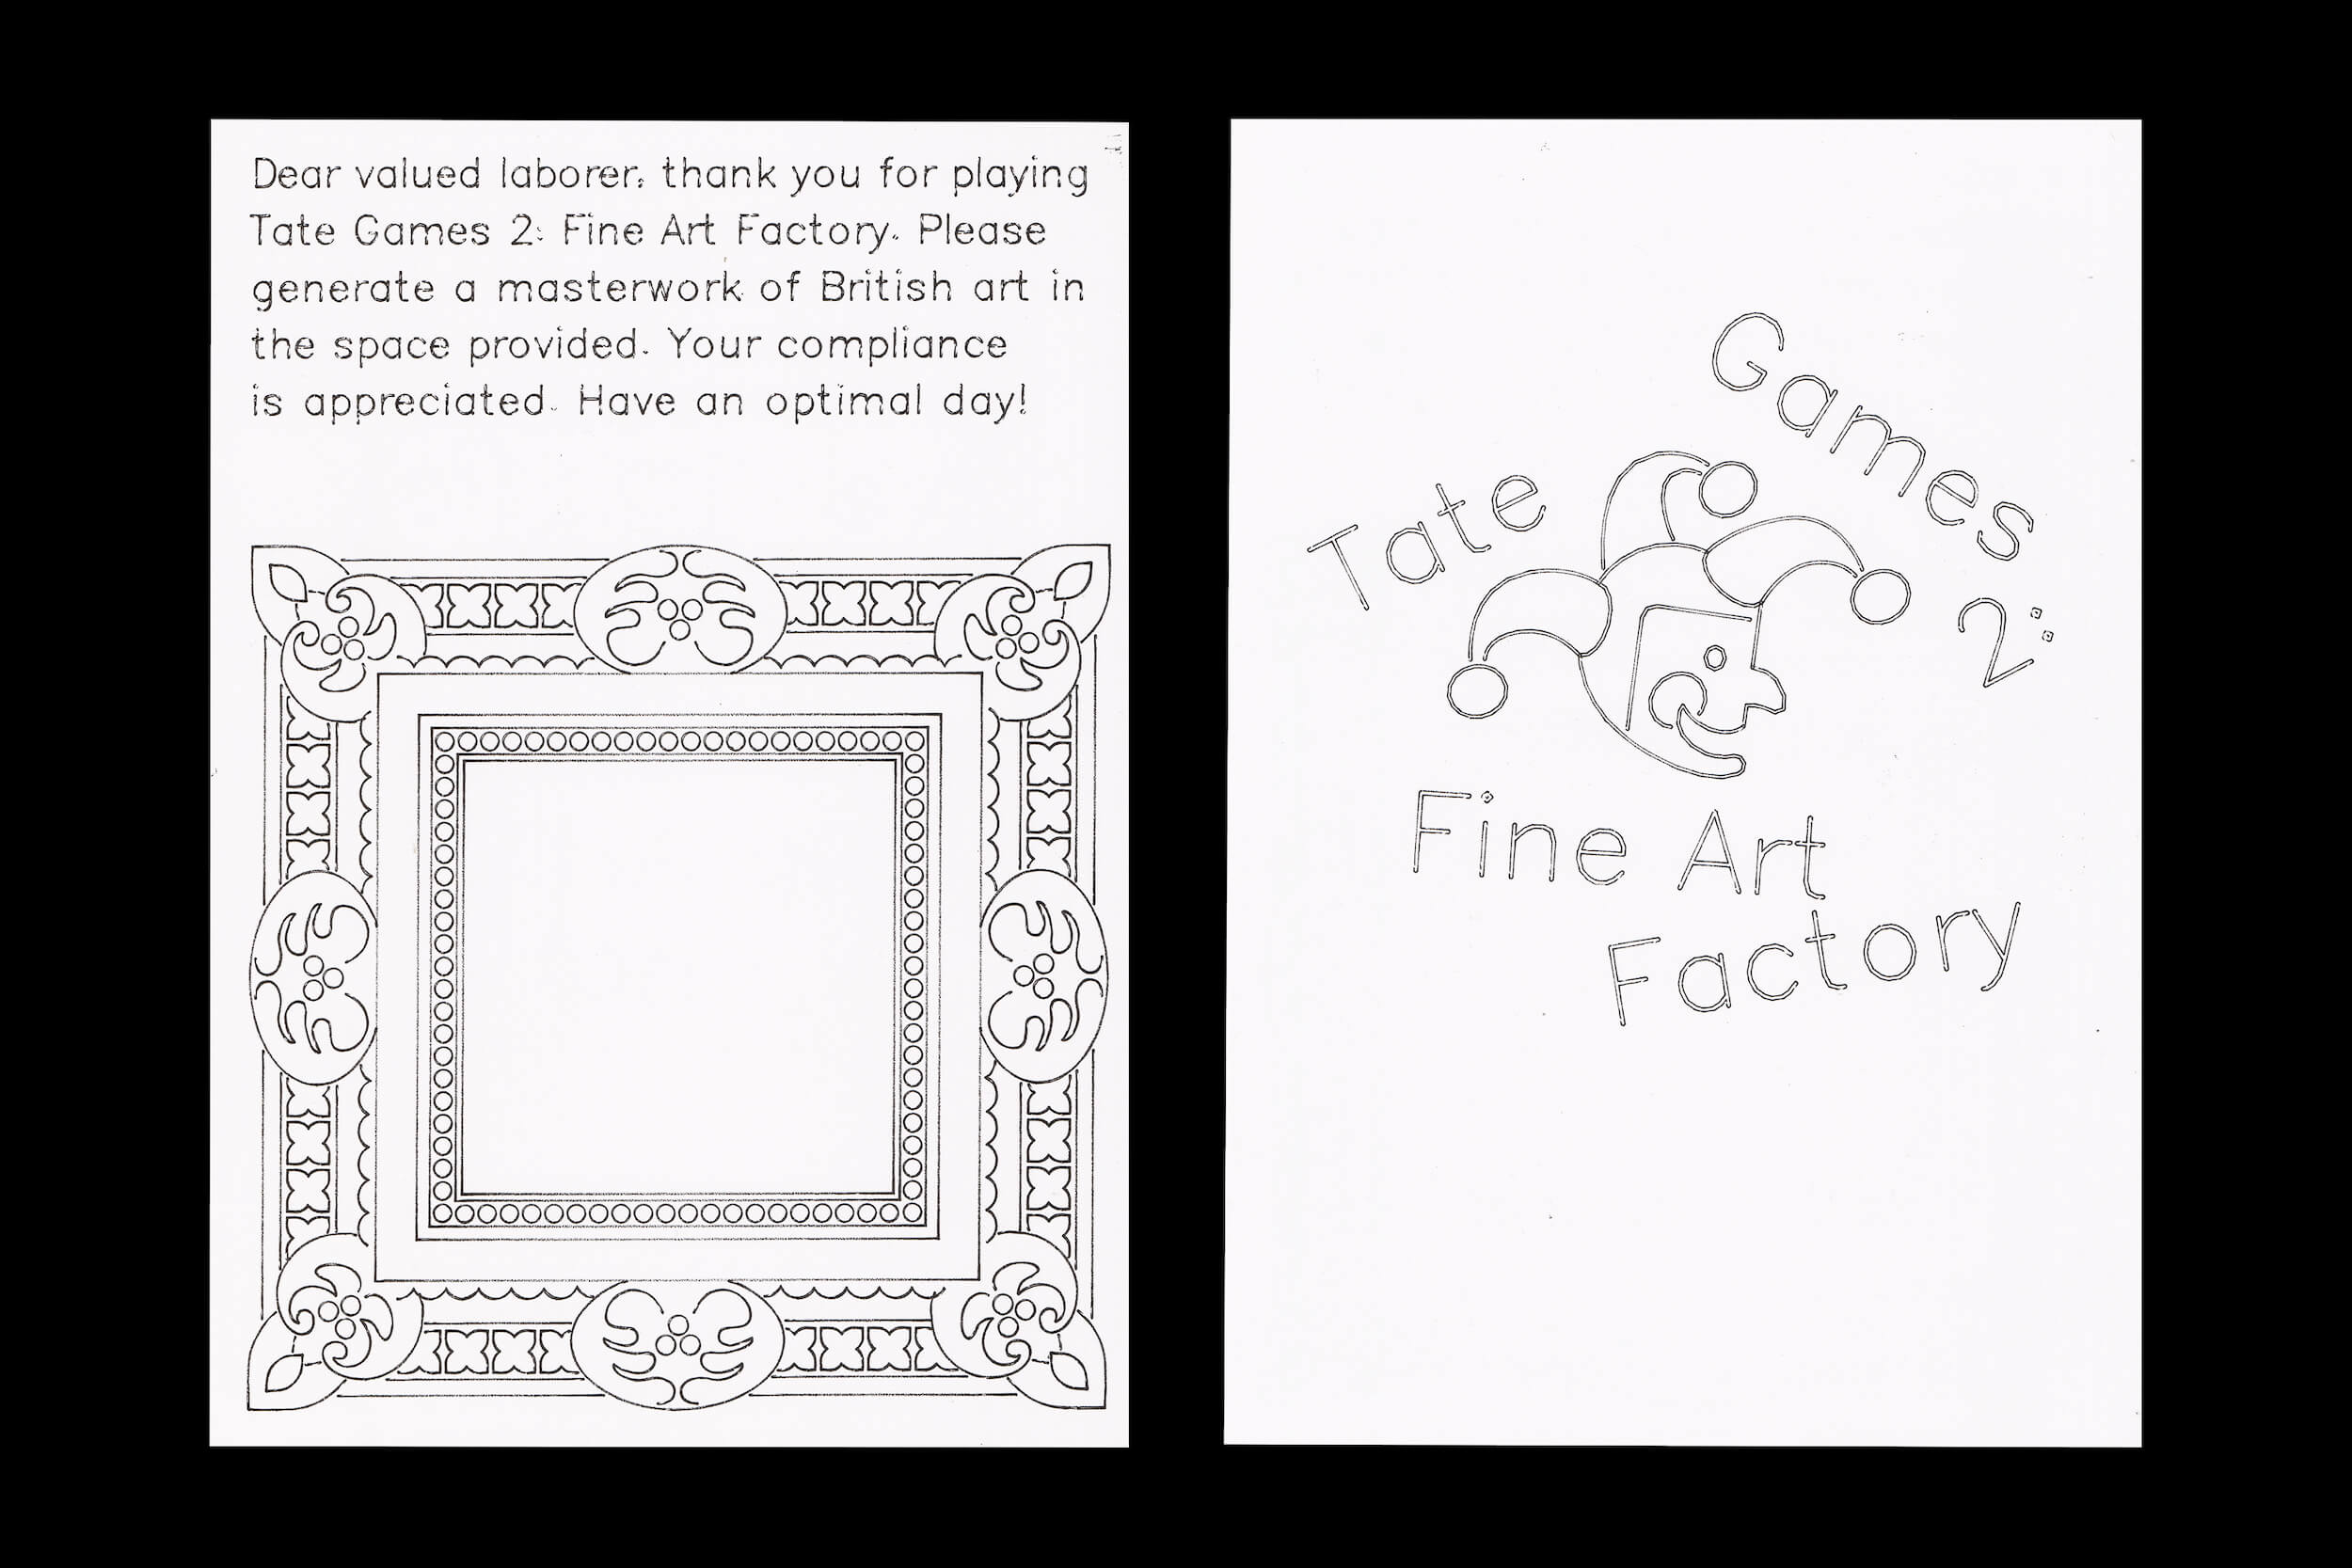 Dear valued laborer, thank you for playing
Tate Games 2: Fine Art Factory. Please
generate a masterwork of British art in
the space provided. Your compliance
is appreciated. Have an optimal day!
Tate
Games
2:
Fine Art
Factory